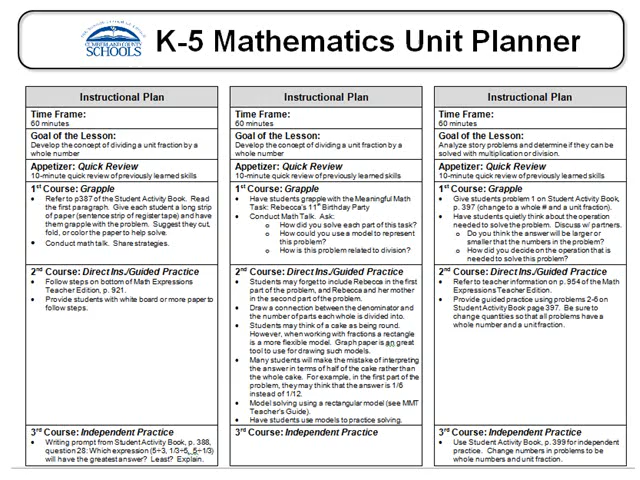 CUMBERLAND COUNTY
SCHOOLS
K-5 Mathematics Unit Planner
Instructional Plan
Time Frame:
60 minutes
Goal of the Lesson:
Develop the concept of dividing a unit fraction by a
whole number
Appetizer: Quick Review
10-minute quick review of previously learned skills
1st Course: Grapple
• Refer to p387 of the Student Activity Book. Read
the first paragraph. Give each student a long strip
of paper (sentence strip of register tape) and have
them grapple with the problem. Suggest they cut,
fold, or color the paper to help solve.
• Conduct math talk. Share strategies.
2nd Course: Direct Ins./Guided Practice
• Follow steps on bottom of Math Expressions
Teacher Edition, p. 921.
• Provide students with white board or more paper to
follow steps.
3rd Course: Independent Practice
• Writing prompt from Student Activity Book, p. 388,
question 28: Which expression (5÷3, 1/3÷5, 5÷1/3)
will have the greatest answer? Least? Explain.
Instructional Plan
Time Frame:
60 minutes
Goal of the Lesson:
Develop the concept of dividing a unit fraction by a
whole number
Appetizer: Quick Review
10-minute quick review of previously learned skills
1st Course: Grapple
• Have students grapple with the Meaningful Math
Task: Rebecca's 11th Birthday Party
• Conduct Math Talk. Ask:
o How did you solve each part of this task?
o How could you use a model to represent
this problem?
o How is this problem related to division?
2nd Course: Direct Ins./Guided Practice
• Students may forget to include Rebecca in the first
part of the problem, and Rebecca and her mother
in the second part of the problem.
• Draw a connection between the denominator and
the number of parts each whole is divided into.
• Students may think of a cake as being round.
However, when working with fractions a rectangle
is a more flexible model. Graph paper is an great
tool to use for drawing such models.
• Many students will make the mistake of interpreting
the answer in terms of half of the cake rather than
the whole cake. For example, in the first part of the
problem, they may think that the answer is 1/6
instead of 1/12.
• Model solving using a rectangular model (see MMT
Teacher's Guide).
• Have students use models to practice solving.
3rd Course: Independent Practice
Instructional Plan
Time Frame:
60 minutes
Goal of the Lesson:
Analyze story problems and determine if they can be
solved with multiplication or division.
Appetizer: Quick Review
10-minute quick review of previously learned skills
1st Course: Grapple
• Give students problem 1 on Student Activity Book,
p. 397 (change to a whole # and a unit fraction).
• Have students quietly think about the operation
needed to solve the problem. Discuss w/ partners.
o Do you think the answer will be larger or
smaller that the numbers in the problem?
o How did you decide on the operation that is
needed to solve this problem?
2nd Course: Direct Ins./Guided Practice
• Refer to teacher information on p. 954 of the Math
Expressions Teacher Edition.
• Provide guided practice using problems 2-6 on
Student Activity Book page 397. Be sure to
change quantities so that all problems have a
whole number and a unit fraction.
3rd Course: Independent Practice
• Use Student Activity Book, p. 399 for independent
practice. Change numbers in problems to be
whole numbers and unit fraction.